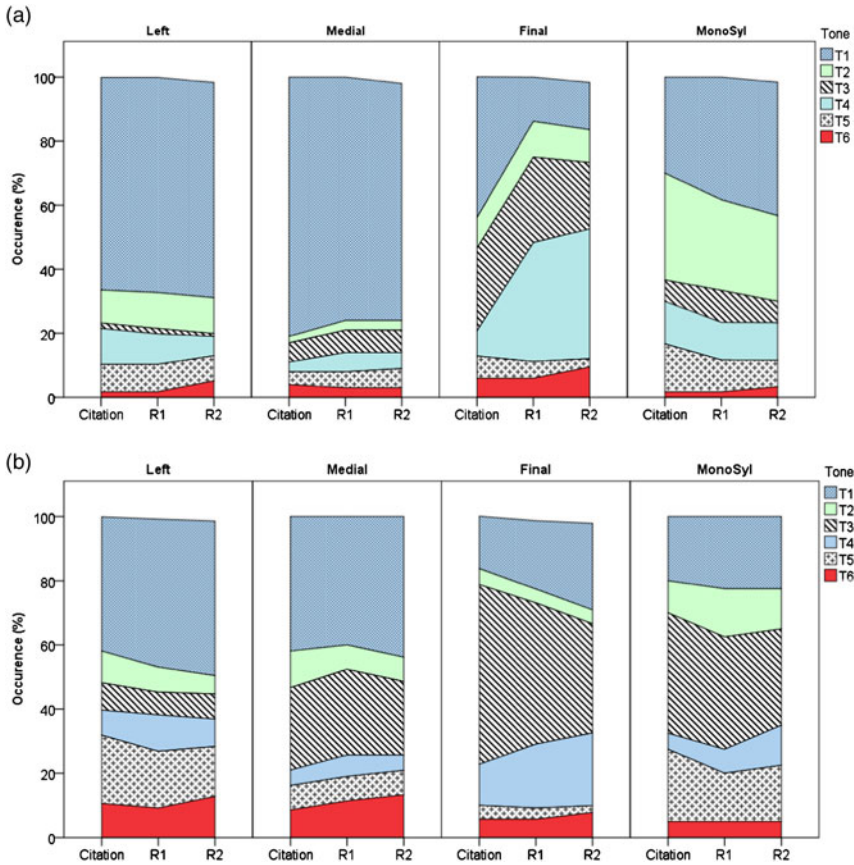 (a)
Left Medial Final MonoSyl Tone
T1
T2
T3
T4
T5
T6
100
80
60
40
20
0
Occurence (%)
Citation R1 R2 Citation R1 R2 Citation R1 R2 Citation R1 R2
(b)
Left Medial Final MonoSyl Tone
T1
T2
T3
T4
T5
T6
100
80
60
40
20
0
Occurence (%)
Citation R1 R2 Citation R1 R2 Citation R1 R2 Citation R1 R2